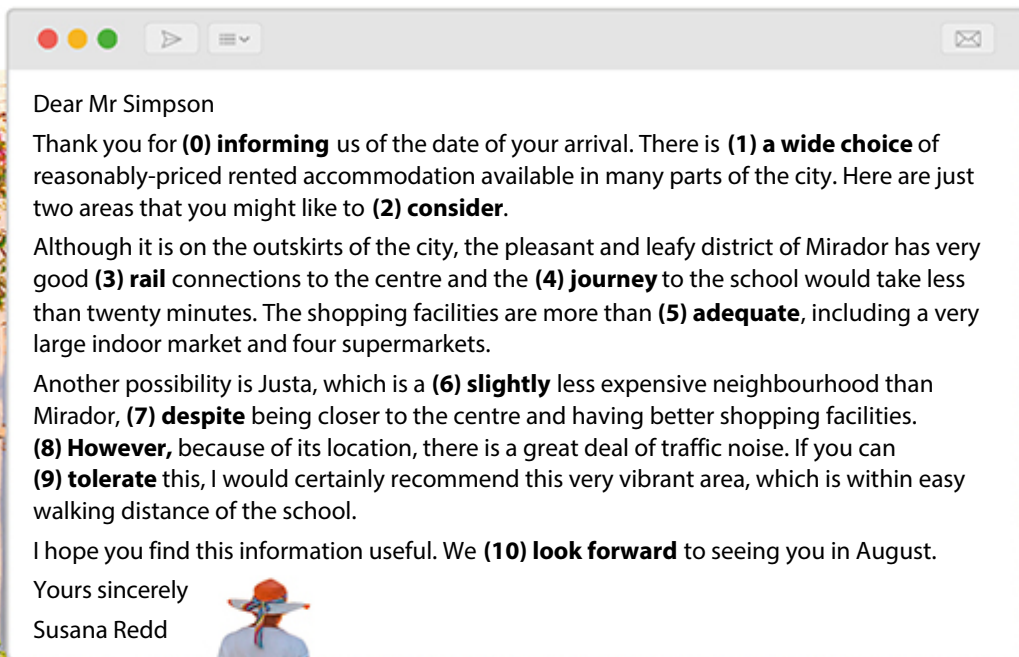 Dear Mr Simpson
Thank you for (0) informing us of the date of your arrival. There is (1) a wide choice of
reasonably-priced rented accommodation available in many parts of the city. Here are just
two areas that you might like to (2) consider.
Although it is on the outskirts of the city, the pleasant and leafy district of Mirador has very
good (3) rail connections to the centre and the (4) journey to the school would take less
than twenty minutes. The shopping facilities are more than (5) adequate, including a very
large indoor market and four supermarkets.
Another possibility is Justa, which is a (6) slightly less expensive neighbourhood than
Mirador, (7) despite being closer to the centre and having better shopping facilities.
(8) However, because of its location, there is a great deal of traffic noise. If you can
(9) tolerate this, I would certainly recommend this very vibrant area, which is within easy
walking distance of the school.
I hope you find this information useful. We (10) look forward to seeing you in August.
Yours sincerely
Susana Redd